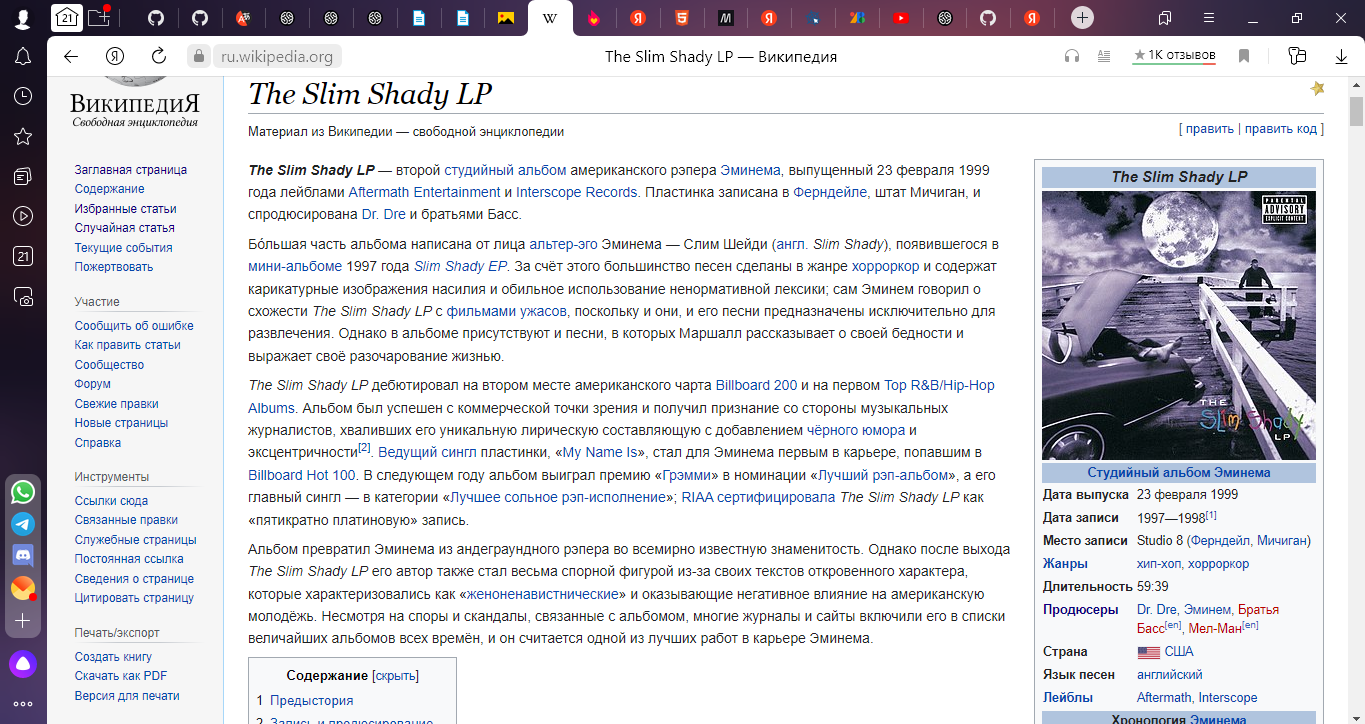 21
ru.wikipedia.org
The Slim Shady LP — Википедия
★ 1К отзывов
21
ВИКИПЕДИЯ
Свободная энциклопедия
Заглавная страница
Содержание
Избранные статьи
Случайная статья
Текущие события
Пожертвовать
Участие
Сообщить об ошибке
Как править статьи
Сообщество
Форум
Свежие правки
Новые страницы
Справка
Инструменты
Ссылки сюда
Связанные правки
Служебные страницы
Постоянная ссылка
Сведения о странице
Цитировать страницу
Печать/экспорт
Создать книгу
Скачать как PDF
Версия для печати
The Slim Shady LP
Материал из Википедии — свободной энциклопедии
[ править | править код ]
The Slim Shady LP — второй студийный альбом американского рэпера Эминема, выпущенный 23 февраля 1999
года лейблами Aftermath Entertainment и Interscope Records. Пластинка записана в Ферндейле, штат Мичиган, и
спродюсирована Dr. Dre и братьями Басс.
Бо́льшая часть альбома написана от лица альтер-эго Эминема — Слим Шейди (англ. Slim Shady), появившегося в
мини-альбоме 1997 года Slim Shady EP. За счёт этого большинство песен сделаны в жанре хорроркор и содержат
карикатурные изображения насилия и обильное использование ненормативной лексики; сам Эминем говорил о
схожести The Slim Shady LP с фильмами ужасов, поскольку и они, и его песни предназначены исключительно для
развлечения. Однако в альбоме присутствуют и песни, в которых Маршалл рассказывает о своей бедности и
выражает своё разочарование жизнью.
The Slim Shady LP дебютировал на втором месте американского чарта Billboard 200 и на первом Top R&B/Hip-Hop
Albums. Альбом был успешен с коммерческой точки зрения и получил признание со стороны музыкальных
журналистов, хваливших его уникальную лирическую составляющую с добавлением чёрного юмора и
эксцентричности[2]. Ведущий сингл пластинки, «My Name Is», стал для Эминема первым в карьере, попавшим в
Billboard Hot 100. В следующем году альбом выиграл премию «Грэмми» в номинации «Лучший рэп-альбом», а его
главный сингл — в категории «Лучшее сольное рэп-исполнение»; RIAA сертифицировала The Slim Shady LP как
«пятикратно платиновую» запись.
Альбом превратил Эминема из андеграундного рэпера во всемирно известную знаменитость. Однако после выхода
The Slim Shady LP его автор также стал весьма спорной фигурой из-за своих текстов откровенного характера,
которые характеризовались как «женоненавистнические» и оказывающие негативное влияние на американскую
молодёжь. Несмотря на споры и скандалы, связанные с альбомом, многие журналы и сайты включили его в списки
величайших альбомов всех времён, и он считается одной из лучших работ в карьере Эминема.
Содержание [скрыть]
1 Предыстория
2 Запись и продюсирование
The Slim Shady LP
PARENTAL
ADVISORY
EXPLICIT CONTENT
THE
SLim Shady
LP
Студийный альбом Эминема
Дата выпуска 23 февраля 1999
Дата записи 1997—1998[1]
Место записи Studio 8 (Ферндейл, Мичиган)
Жанры хип-хоп, хорроркор
Длительность 59:39
Продюсеры Dr. Dre, Эминем, Братья
Басс[en], Мел-Ман[en]
Страна США
Язык песен английский
Лейблы Aftermath, Interscope
Хронология Эминема